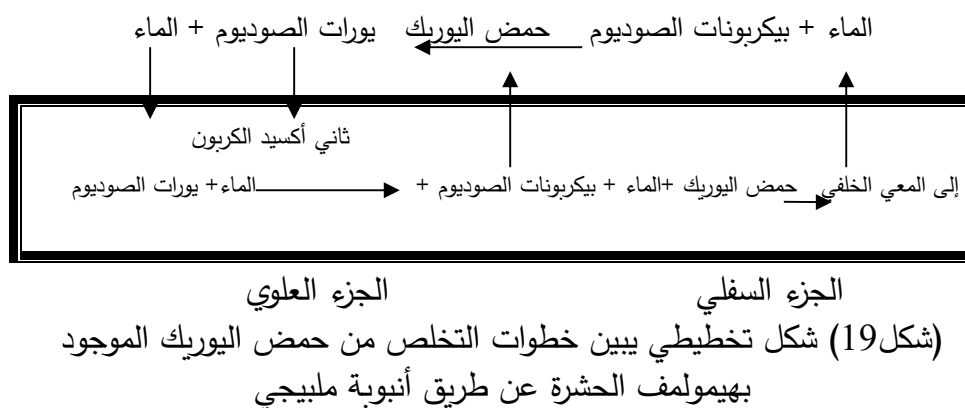 الماء + بيكربونات الصوديوم حمض اليوريك يورات الصوديوم + الماء
ثاني أكسيد الكربون
إلى المعي الخلفي حمض اليوريك +الماء + بيكربونات الصوديوم + الماء+ يورات الصوديوم
الجزء السفلي الجزء العلوي
(شكل19) شكل تخطيطي يبين خطوات التخلص من حمض اليوريك الموجود
بهيمولمف الحشرة عن طريق أنبوبة ملبيجي